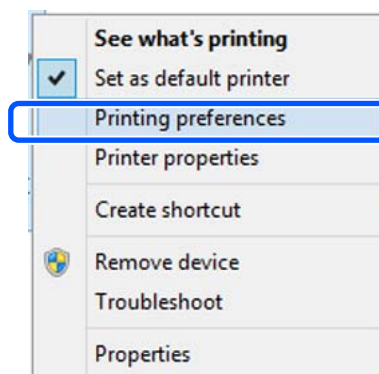 See what's printing
Set as default printer
Printing preferences
Printer properties
Create shortcut
Remove device
Troubleshoot
Properties